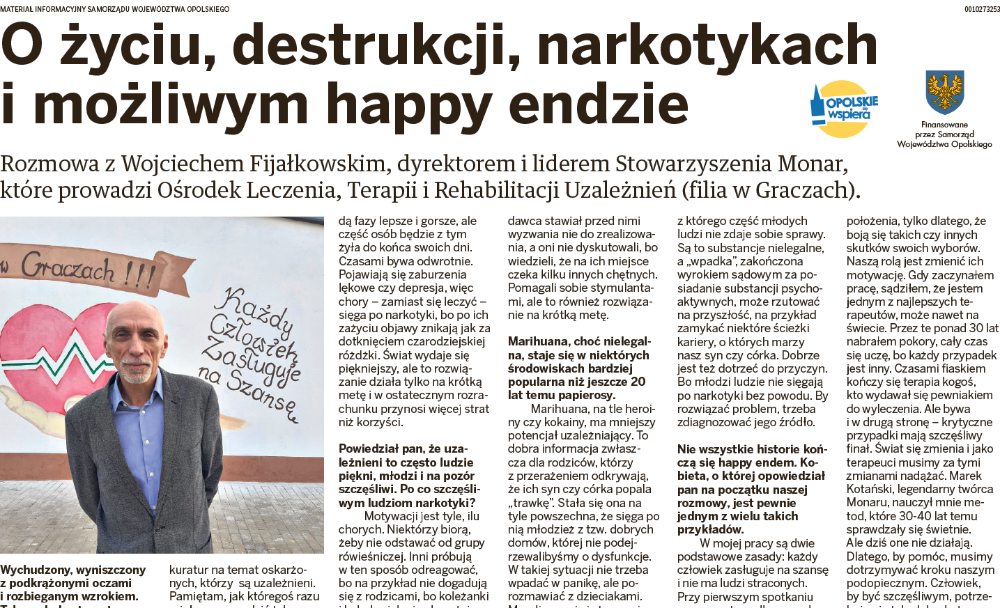 MATERIAŁ INFORMACYJNY SAMORZĄDU WOJEWÓDZTWA OPOLSKIEGO
0010273253
O życiu, destrukcji, narkotykach
i możliwym happy endzie
OPOLSKIE
się
wspiera
Finansowane
przez Samorząd
Województwa Opolskiego
Rozmowa z Wojciechem Fijałkowskim, dyrektorem i liderem Stowarzyszenia Monar,
które prowadzi Ośrodek Leczenia, Terapii i Rehabilitacji Uzależnień (filia w Graczach).
w Graczach !!!
Każdy
Człowiek
Zasługuje
na Szansę
Wychudzony, wyniszczony
z podkrążonymi oczami
i rozbieganym wzrokiem.
kuratur na temat oskarżo-
nych, którzy są uzależnieni.
Pamiętam, jak któregoś razu
dą fazy lepsze i gorsze, ale
część osób będzie z tym
żyła do końca swoich dni.
Czasami bywa odwrotnie.
Pojawiają się zaburzenia
lękowe czy depresja, więc
chory – zamiast się leczyć –
sięga po narkotyki, bo po ich
zażyciu objawy znikają jak za
dotknięciem czarodziejskiej
różdżki. Świat wydaje się
piękniejszy, ale to rozwią-
zanie działa tylko na krótką
metę i w ostatecznym rozra-
chunku przynosi więcej strat
niż korzyści.
Powiedział pan, że uza-
leżnieni to często ludzie
piękni, młodzi i na pozór
szczęśliwi. Po co szczęśli-
wym ludziom narkotyki?
Motywacji jest tyle, ilu
chorych. Niektórzy biorą,
żeby nie odstawać od grupy
rówieśniczej. Inni próbują
w ten sposób odreagować,
bo na przykład nie dogadują
się z rodzicami, bo koleżanki
dawca stawiał przed nimi
wyzwania nie do zrealizowa-
nia, a oni nie dyskutowali, bo
wiedzieli, że na ich miejsce
czeka kilku innych chętnych.
Pomagali sobie stymulanta-
mi, ale to również rozwiąza-
nie na krótką metę.
Marihuana, choć nielegal-
na, staje się w niektórych
środowiskach bardziej
popularna niż jeszcze 20
lat temu papierosy.
Marihuana, na tle heroi-
ny czy kokainy, ma mniejszy
potencjał uzależniający. To
dobra informacja zwłasz-
cza dla rodziców, którzy
z przerażeniem odkrywają,
że ich syn czy córka popala
„trawkę”. Stała się ona na
tyle powszechna, że sięga po
nią młodzież z tzw. dobrych
domów, której nie podej-
rzewalibyśmy o dysfunkcje.
W takiej sytuacji nie trzeba
wpadać w panikę, ale po-
rozmawiać z dzieciakami.
z którego część młodych
ludzi nie zdaje sobie sprawy.
Są to substancje nielegalne,
a „wpadka”, zakończona
wyrokiem sądowym za po-
siadanie substancji psycho-
aktywnych, może rzutować
na przyszłość, na przykład
zamykać niektóre ścieżki
kariery, o których marzy
nasz syn czy córka. Dobrze
jest też dotrzeć do przyczyn.
Bo młodzi ludzie nie sięgają
po narkotyki bez powodu. By
rozwiązać problem, trzeba
zdiagnozować jego źródło.
Nie wszystkie historie koń-
czą się happy endem. Ko-
bieta, o której opowiedział
pan na początku naszej
rozmowy, jest pewnie
jednym z wielu takich
przykładów.
W mojej pracy są dwie
podstawowe zasady: każdy
człowiek zasługuje na szansę
i nie ma ludzi straconych.
Przy pierwszym spotkaniu
położenia, tylko dlatego, że
boją się takich czy innych
skutków swoich wyborów.
Naszą rolą jest zmienić ich
motywację. Gdy zaczynałem
pracę, sądziłem, że jestem
jednym z najlepszych te-
rapeutów, może nawet na
świecie. Przez te ponad 30 lat
nabrałem pokory, cały czas
się uczę, bo każdy przypadek
jest inny. Czasami fiaskiem
kończy się terapia kogoś,
kto wydawał się pewniakiem
do wyleczenia. Ale bywa
i w drugą stronę – krytyczne
przypadki mają szczęśliwy
finał. Świat się zmienia i jako
terapeuci musimy za tymi
zmianami nadążać. Marek
Kotański, legendarny twórca
Monaru, nauczył mnie me-
tod, które 30-40 lat temu
sprawdzały się świetnie.
Ale dziś one nie działają.
Dlatego, by pomóc, musimy
dotrzymywać kroku naszym
podopiecznym. Człowiek,
by być szczęśliwym, potrze-